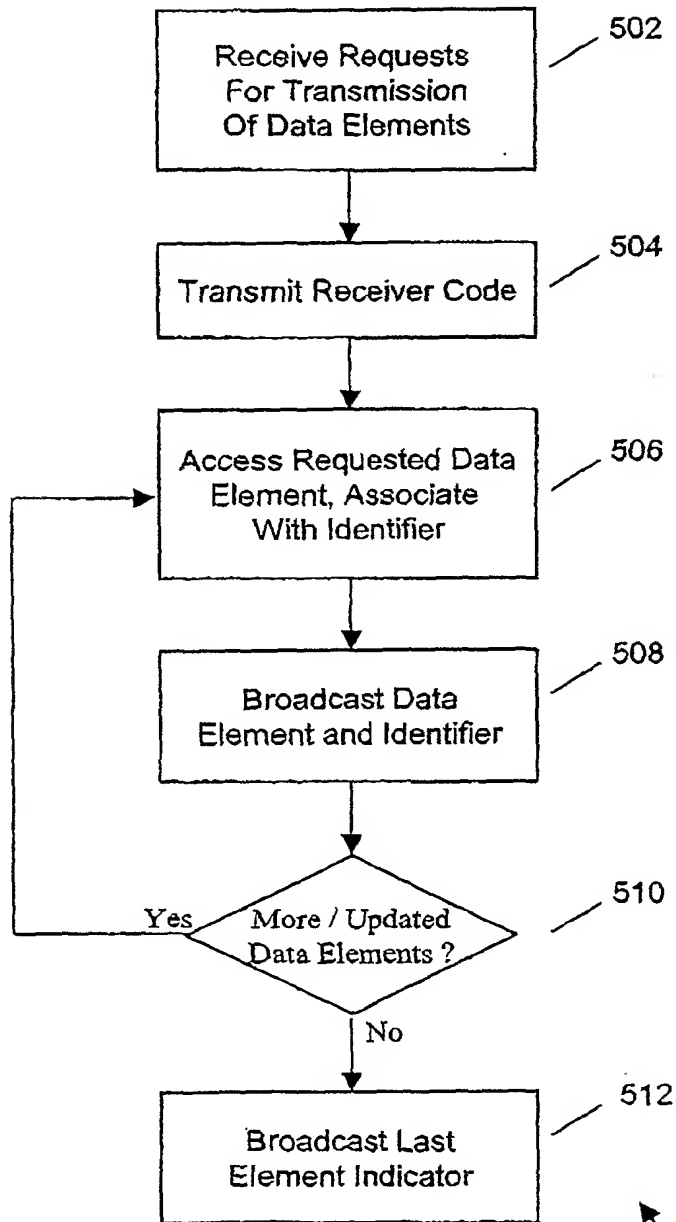 502
Receive Requests
For Transmission
Of Data Elements
504
Transmit Receiver Code
506
Access Requested Data
Element, Associate
With Identifier
508
Broadcast Data
Element and Identifier
510
Yes
More / Updated
Data Elements ?
No
512
Broadcast Last
Element Indicator